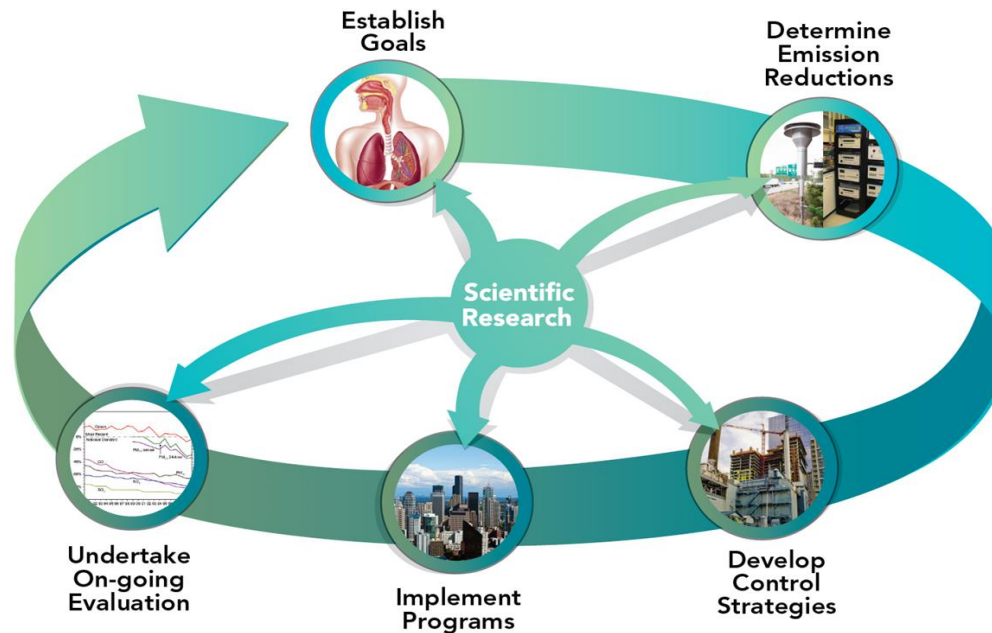 Establish
Goals
Determine
Emission
Reductions
Scientific
Research
Develop
Control
Strategies
Implement
Programs
Undertake
On-going
Evaluation